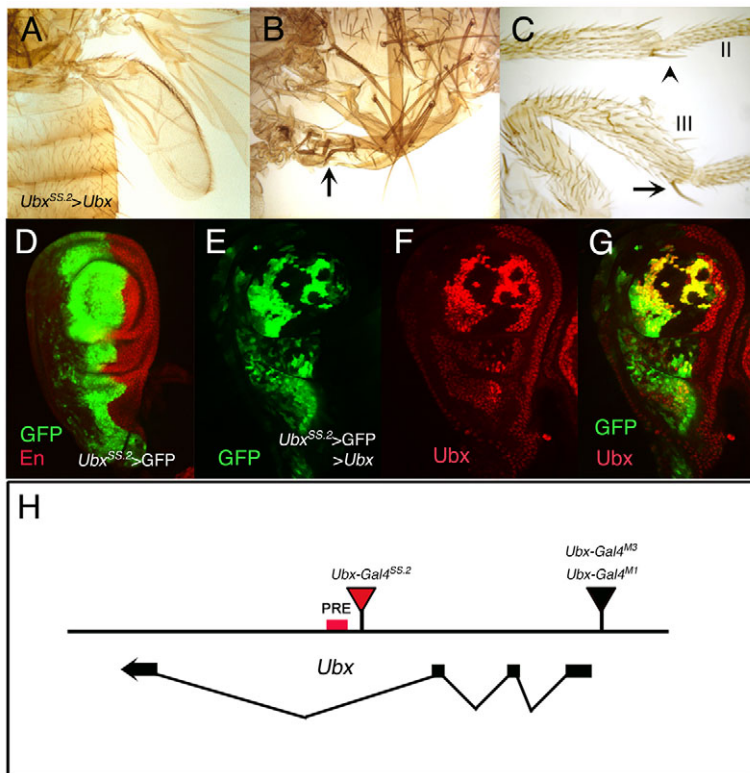 A
Ubx^SS.2>Ubx
B
C
II
III
D
GFP
En
Ubx^SS.2>GFP
E
GFP
Ubx^SS.2>GFP
>Ubx
F
Ubx
G
GFP
Ubx
H
Ubx-Gal4^SS.2
Ubx-Gal4^M3
Ubx-Gal4^M1
PRE
Ubx